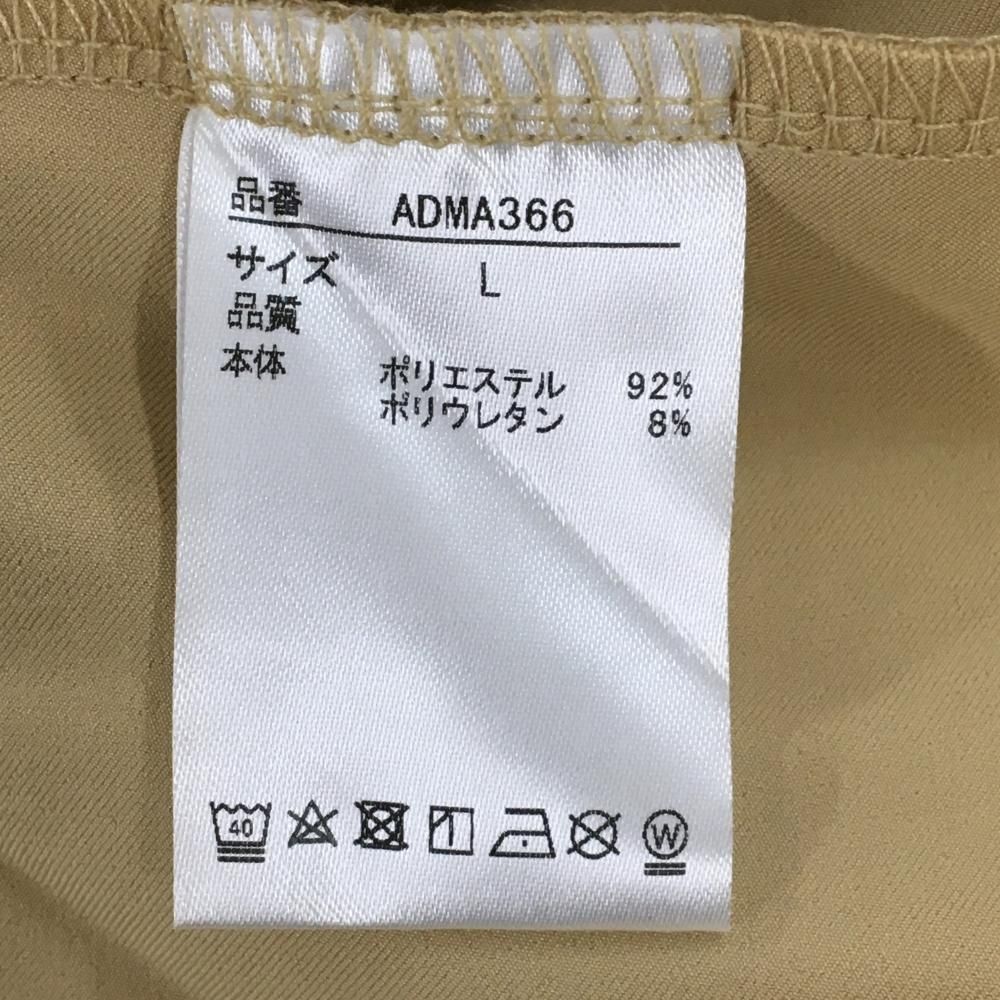 品番 ADMA366
サイズ L
品質
本体 ポリエステル 92%
ポリウレタン 8%
40
W